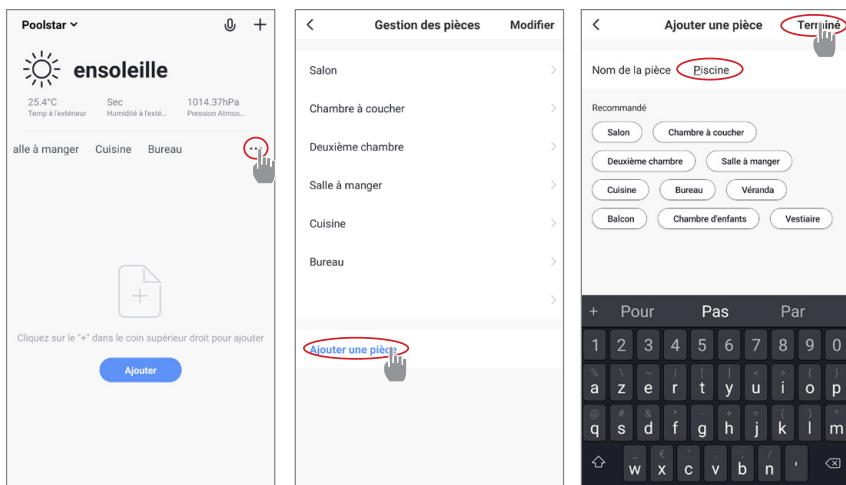 Poolstar
ensoleille
25.4°C Sec 1014.37hPa
Temp à l'extérieur Humidité à l'exté... Pression Atmos...
alle à manger Cuisine Bureau ...
Cliquez sur le "+" dans le coin supérieur droit pour ajouter
Ajouter
Gestion des pièces Modifier
Salon
Chambre à coucher
Deuxième chambre
Salle à manger
Cuisine
Bureau
Ajouter une pièce
Ajouter une pièce Terminé
Nom de la pièce Piscine
Recommandé
Salon Chambre à coucher
Deuxième chambre Salle à manger
Cuisine Bureau Véranda
Balcon Chambre d'enfants Vestiaire
+ Pour Pas Par
1 2 3 4 5 6 7 8 9 0
a z e r t y u i o p
q s d f g h j k l m
w x c v b n '